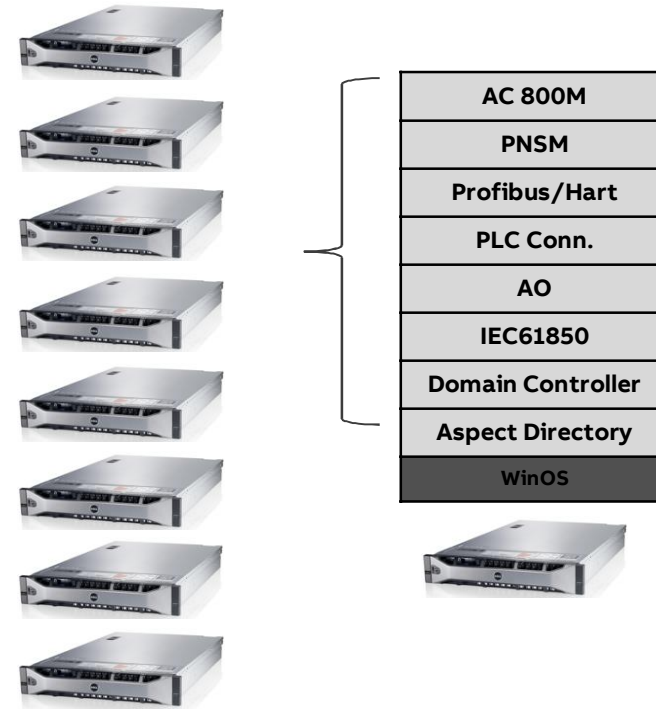 AC 800M
PNSM
Profibus/Hart
PLC Conn.
AO
IEC61850
Domain Controller
Aspect Directory
WinOS